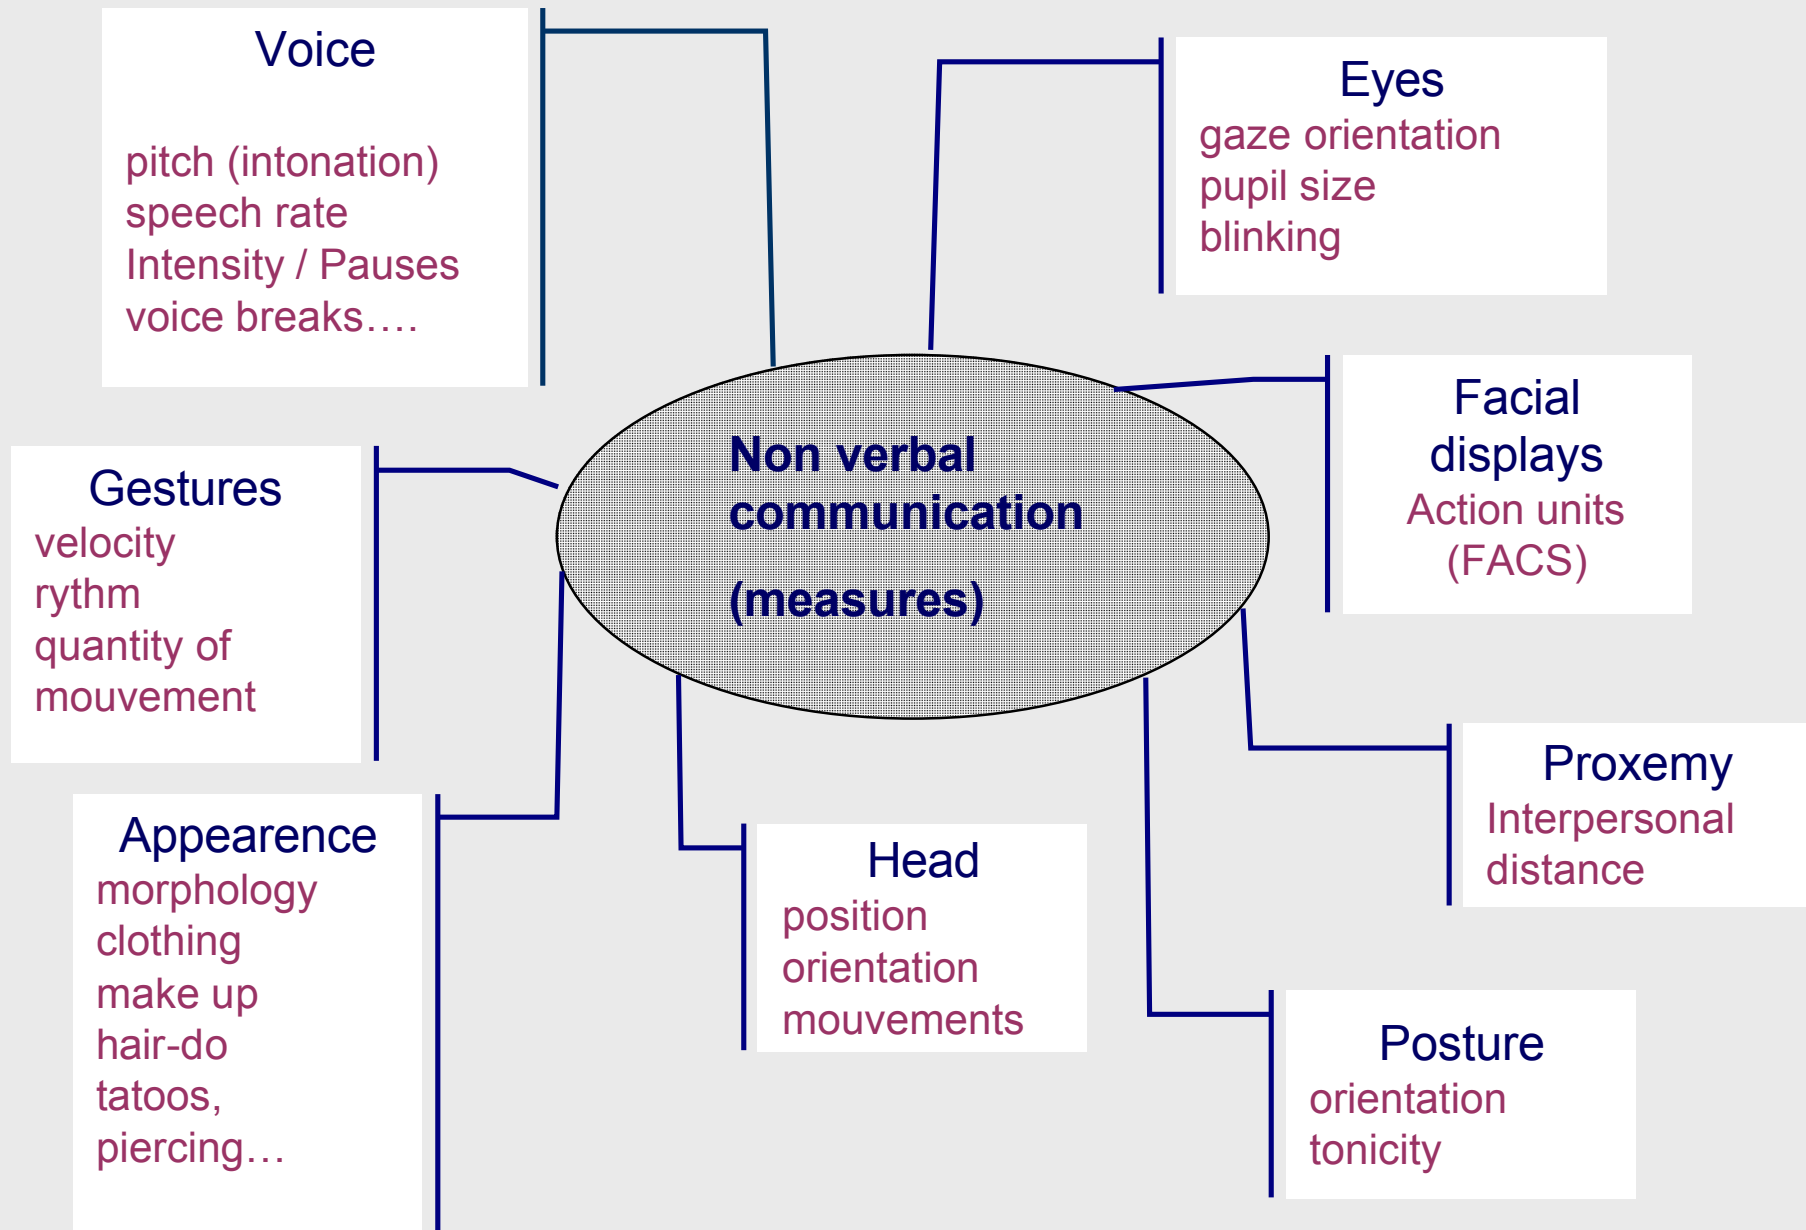 Voice
pitch (intonation)
speech rate
Intensity / Pauses
voice breaks….
Eyes
gaze orientation
pupil size
blinking
Facial
displays
Action units
(FACS)
Non verbal
communication
(measures)
Gestures
velocity
rythm
quantity of
mouvement
Proxemy
Interpersonal
distance
Appearence
morphology
clothing
make up
hair-do
tatoos,
piercing…
Head
position
orientation
mouvements
Posture
orientation
tonicity